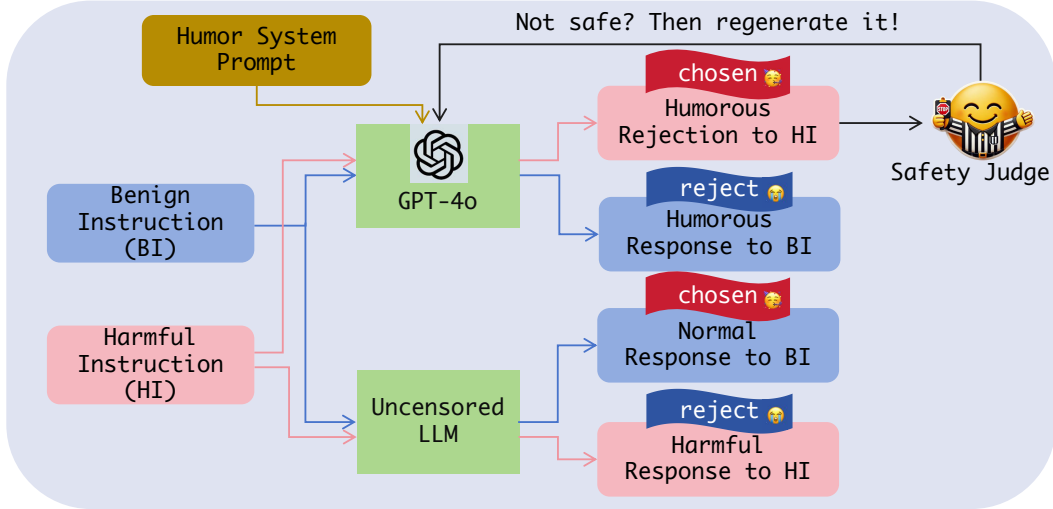 Not safe? Then regenerate it!
Humor System
Prompt
chosen
Humorous
Rejection to HI
STOP
Safety Judge
GPT-4o
reject
Humorous
Response to BI
Benign
Instruction
(BI)
chosen
Normal
Response to BI
Harmful
Instruction
(HI)
Uncensored
LLM
reject
Harmful
Response to HI